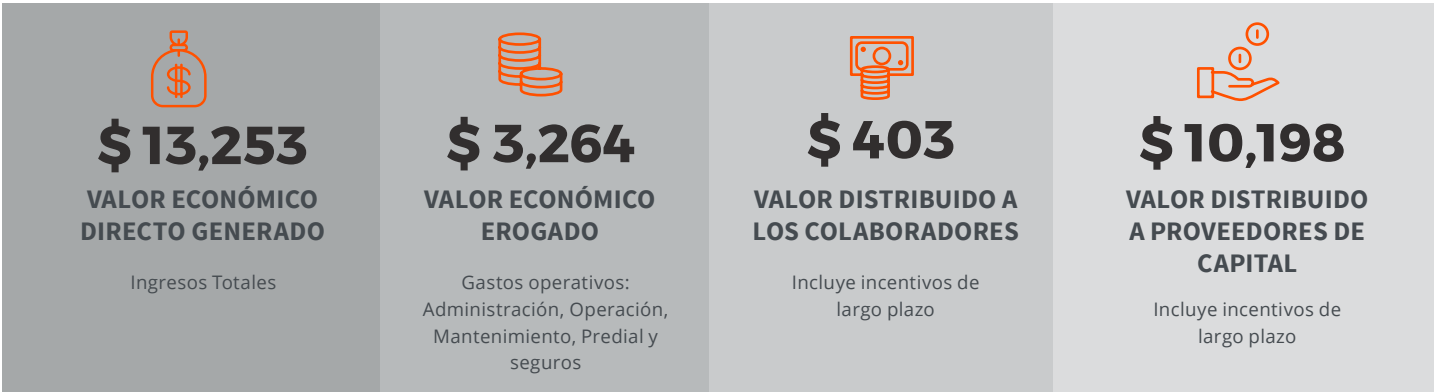 $ 13,253
VALOR ECONÓMICO
DIRECTO GENERADO
Ingresos Totales
$ 3,264
VALOR ECONÓMICO
EROGADO
Gastos operativos:
Administración, Operación,
Mantenimiento, Predial y
seguros
$ 403
VALOR DISTRIBUIDO A
LOS COLABORADORES
Incluye incentivos de
largo plazo
$ 10,198
VALOR DISTRIBUIDO
A PROVEEDORES DE
CAPITAL
Incluye incentivos de
largo plazo